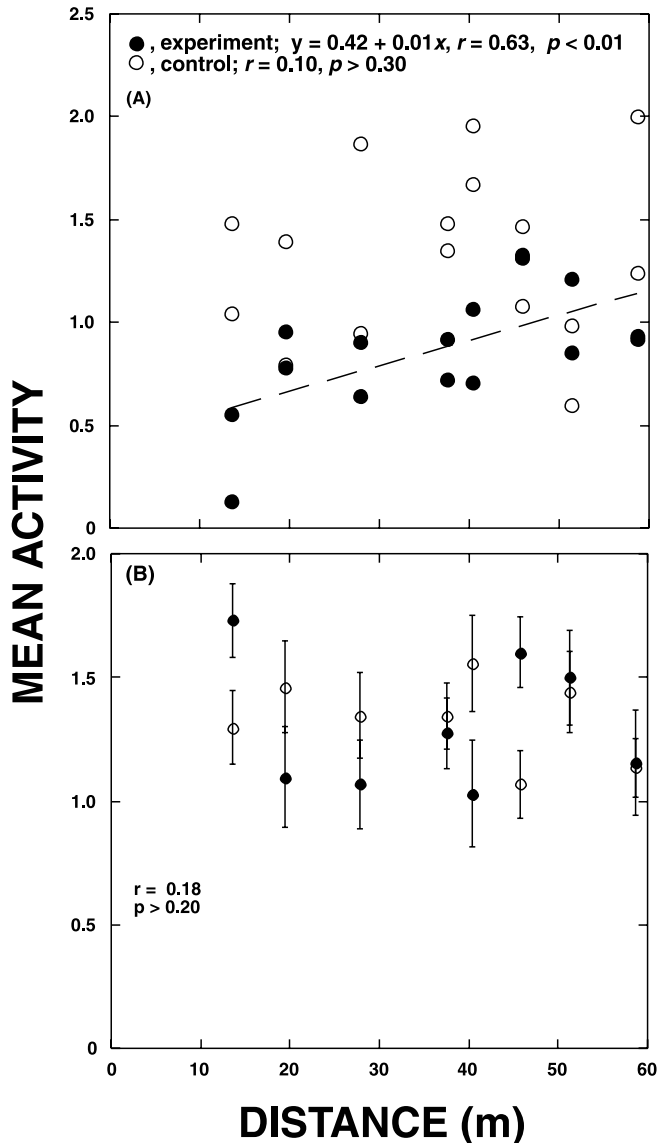 2.5
●, experiment; y = 0.42 + 0.01x, r = 0.63, p < 0.01
○, control; r = 0.10, p > 0.30
(A)
2.0
1.5
1.0
0.5
0
MEAN ACTIVITY
2.0
(B)
1.5
1.0
r = 0.18
p > 0.20
0.5
0
0 10 20 30 40 50 60
DISTANCE (m)